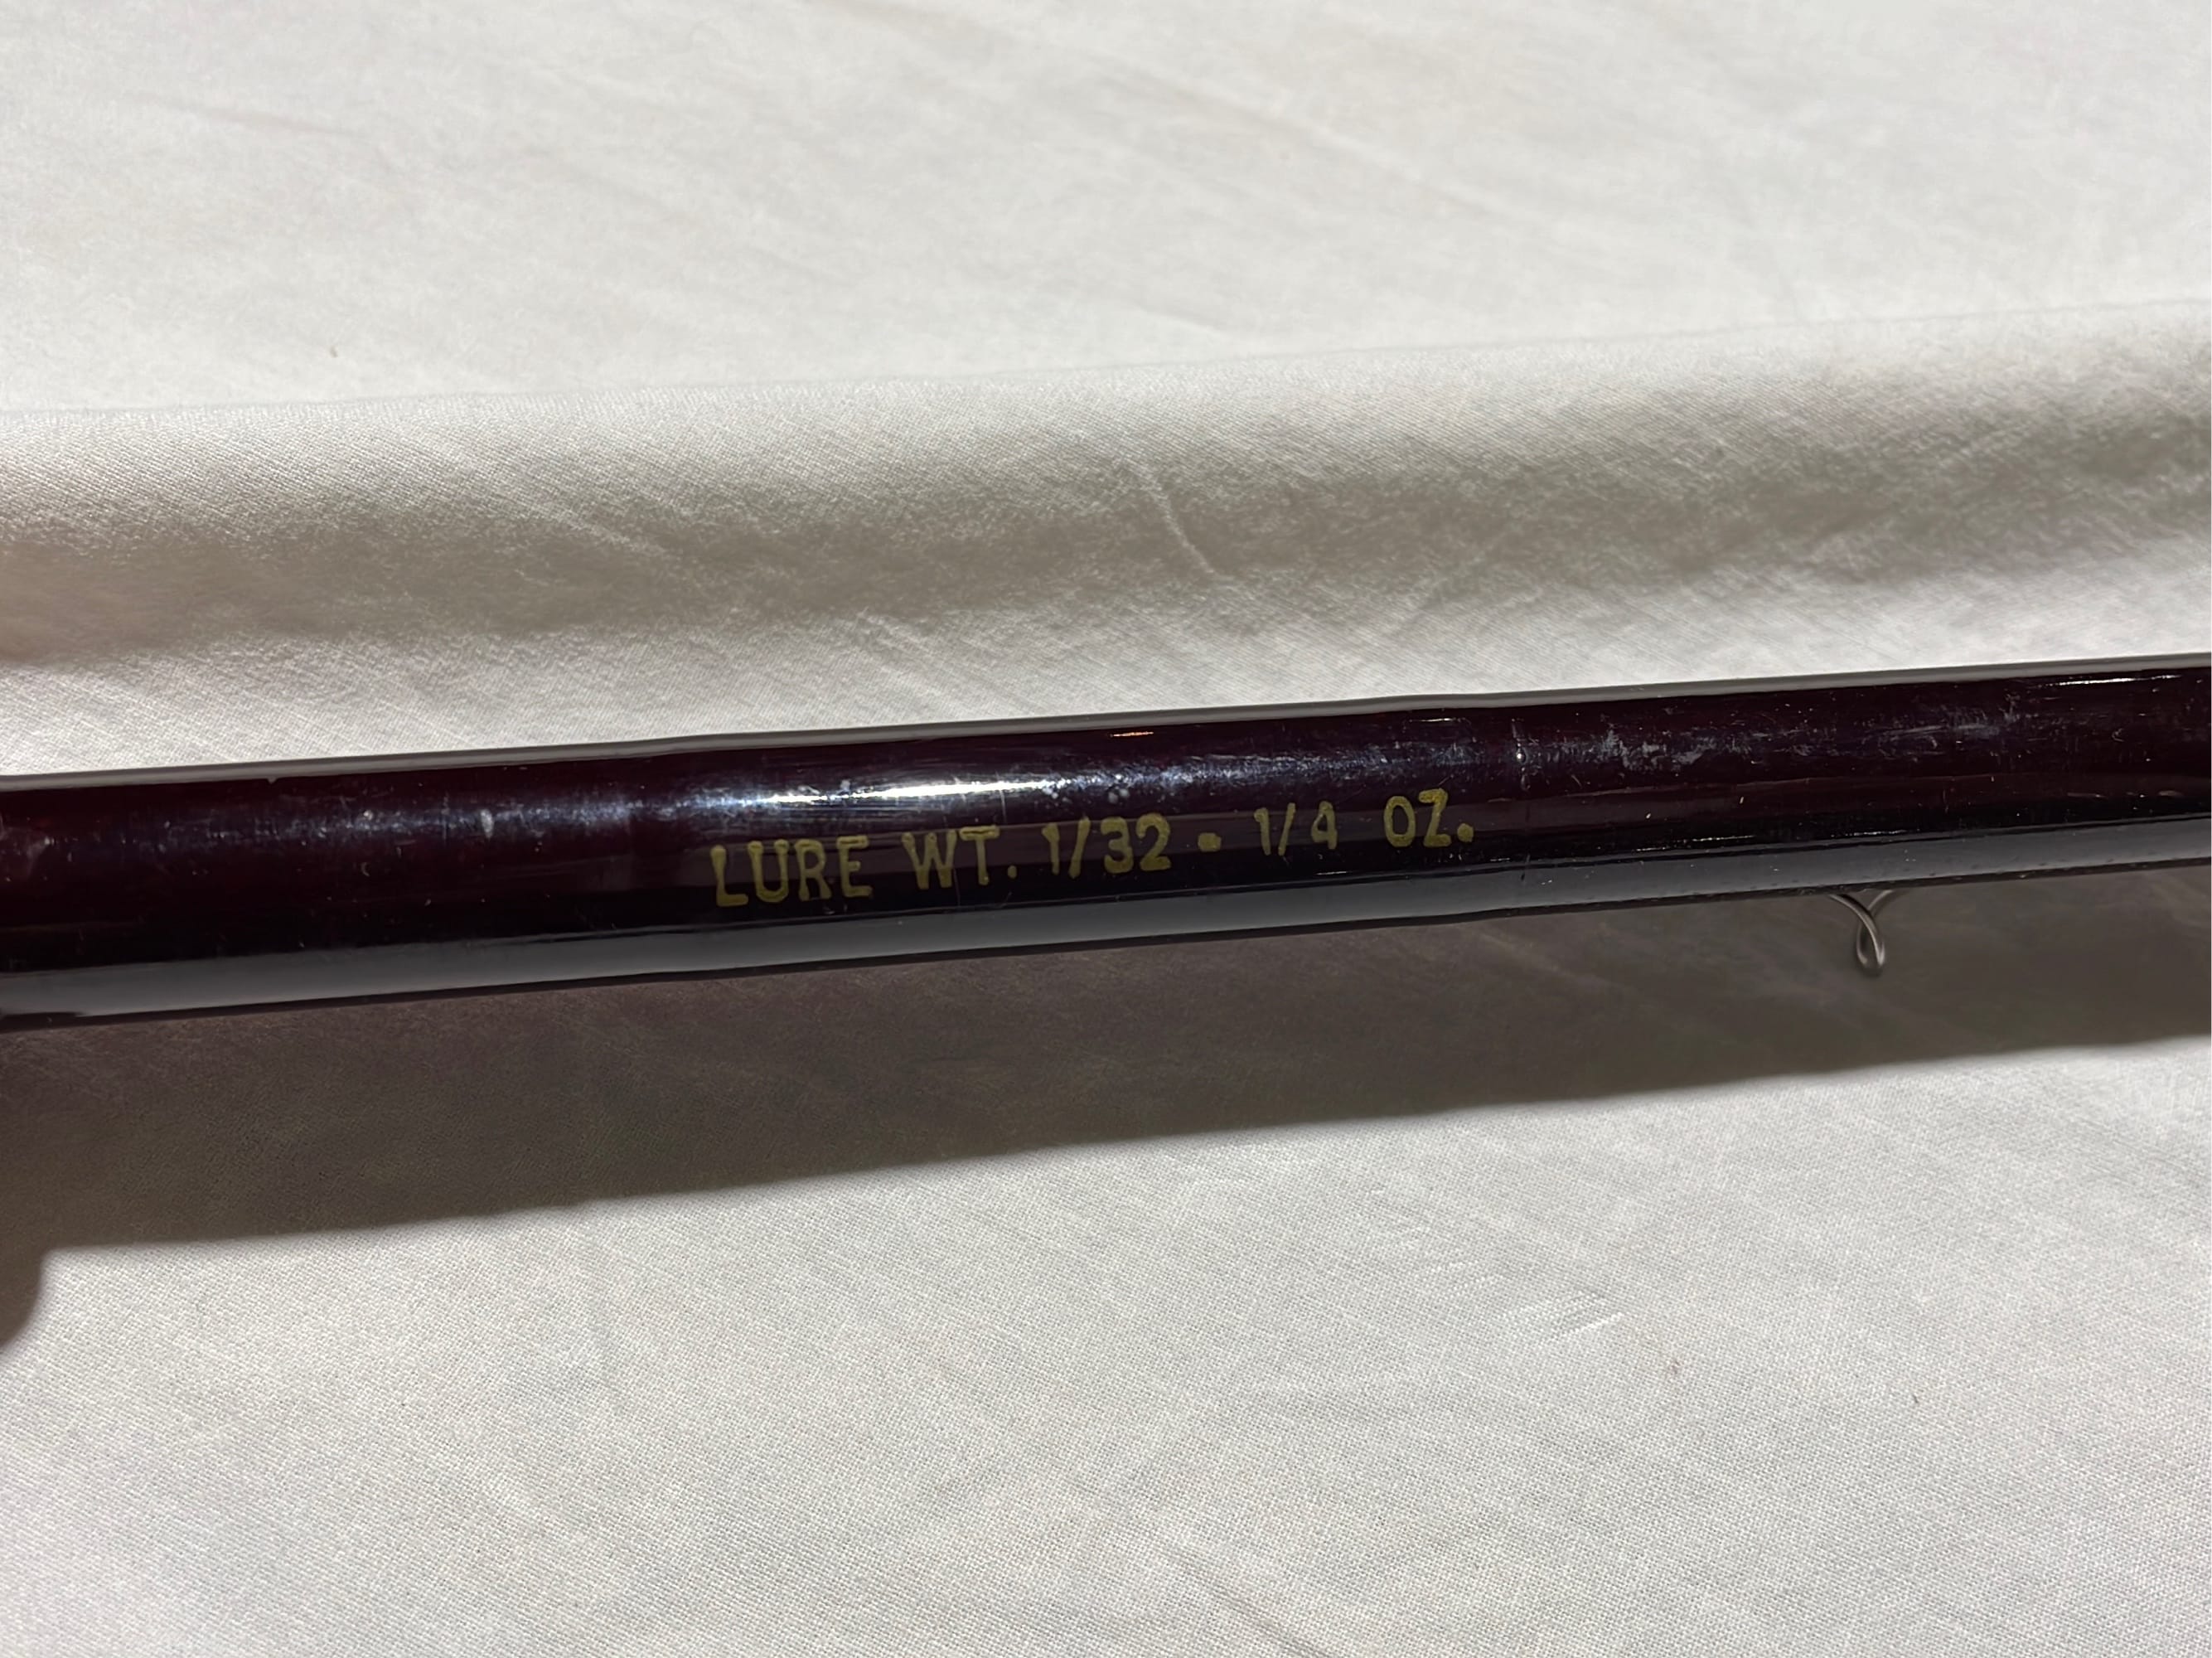 LURE WT. 1/32 - 1/4 OZ.